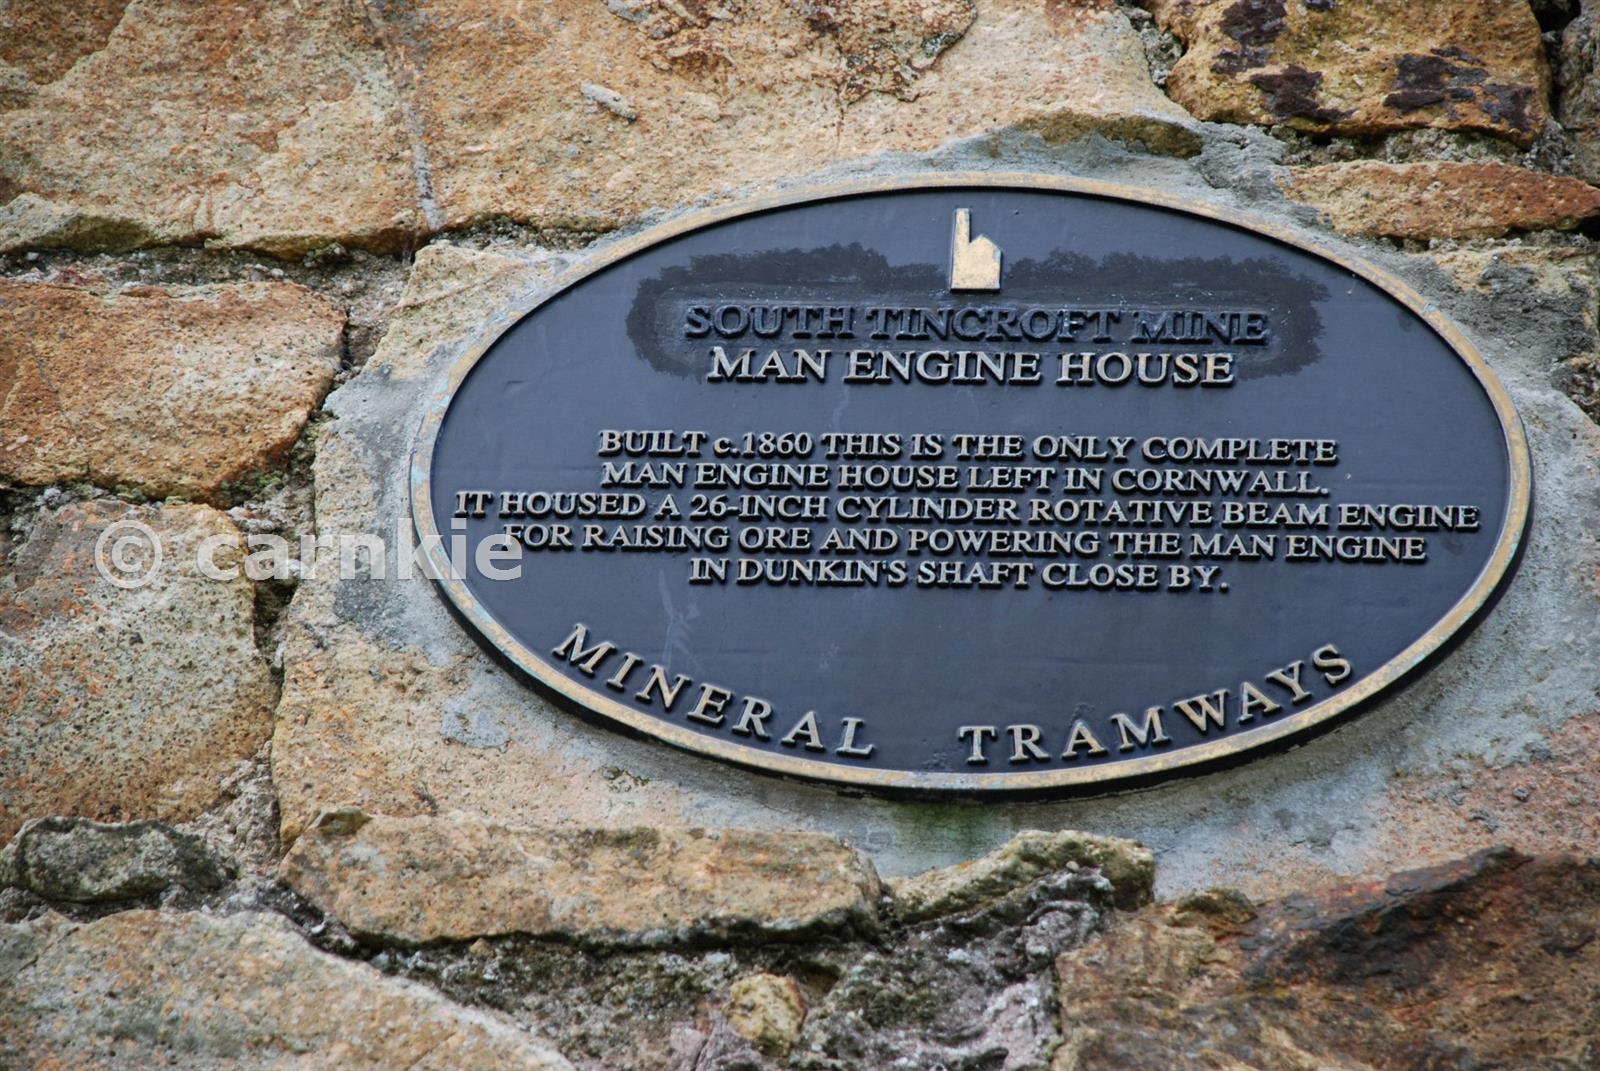 SOUTH TINCROFT MINE
MAN ENGINE HOUSE
BUILT c.1860 THIS IS THE ONLY COMPLETE
MAN ENGINE HOUSE LEFT IN CORNWALL.
IT HOUSED A 26-INCH CYLINDER ROTATIVE BEAM ENGINE
FOR RAISING ORE AND POWERING THE MAN ENGINE
IN DUNKIN'S SHAFT CLOSE BY.
MINERAL TRAMWAYS
© carnkie